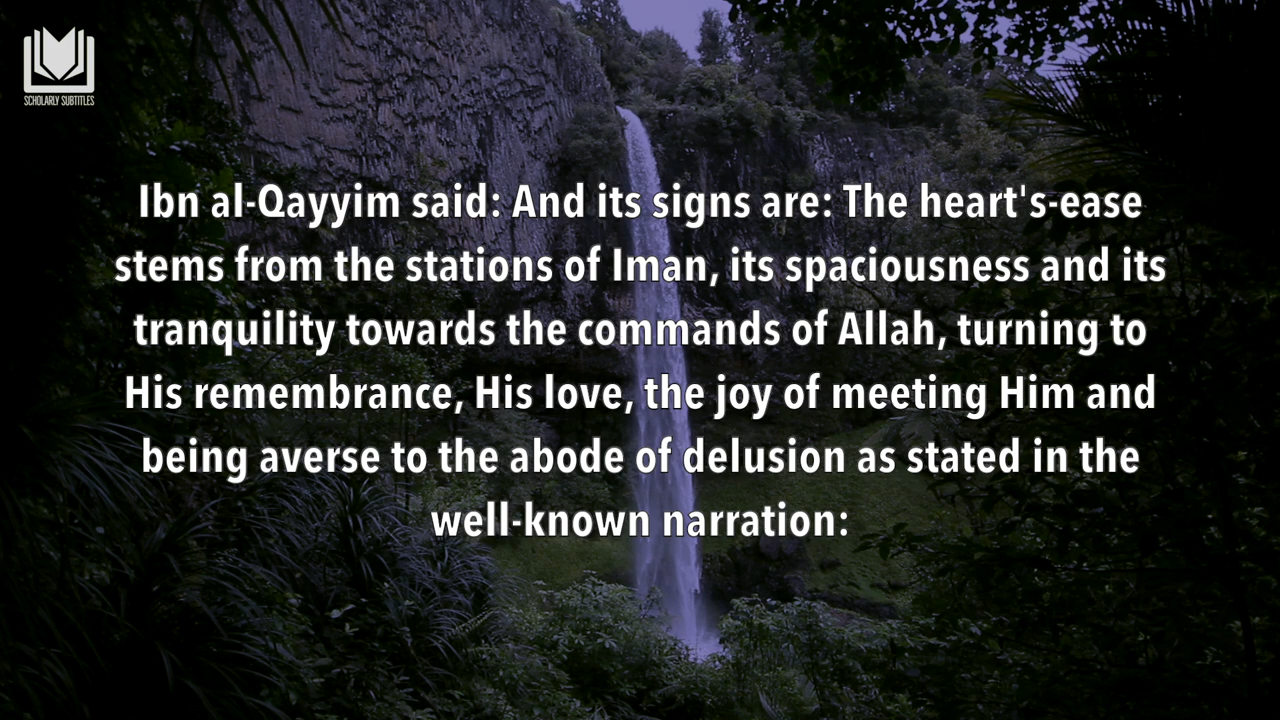 SCHOLARLY SUBTITLES
Ibn al-Qayyim said: And its signs are: The heart's-ease
stems from the stations of Iman, its spaciousness and its
tranquility towards the commands of Allah, turning to
His remembrance, His love, the joy of meeting Him and
being averse to the abode of delusion as stated in the
well-known narration: